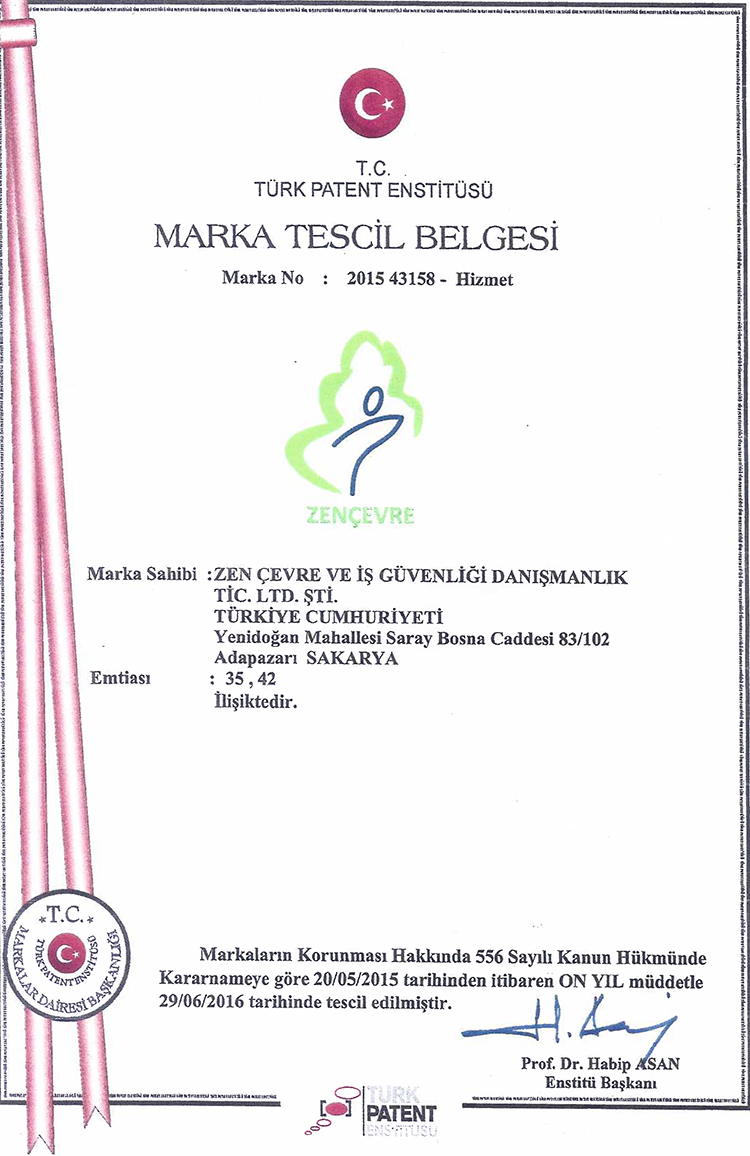 T.C.
TÜRK PATENT ENSTİTÜSÜ
MARKA TESCİL BELGESİ
Marka No : 2015 43158 - Hizmet
ZENÇEVRE
Marka Sahibi :ZEN ÇEVRE VE İŞ GÜVENLİĞİ DANIŞMANLIK
TİC. LTD. ŞTİ.
TÜRKİYE CUMHURİYETİ
Yenidoğan Mahallesi Saray Bosna Caddesi 83/102
Adapazarı SAKARYA
Emtiası : 35 , 42
İlişiktedir.
T.C.
MARKALAR DAİRESİ BAŞKANLIĞI
TÜRK PATENT ENSTİTÜSÜ
Markaların Korunması Hakkında 556 Sayılı Kanun Hükmünde
Kararnameye göre 20/05/2015 tarihinden itibaren ON YIL müddetle
29/06/2016 tarihinde tescil edilmiştir.
Prof. Dr. Habip ASAN
Enstitü Başkanı
TÜRK
PATENT
ENSTİTÜSÜ